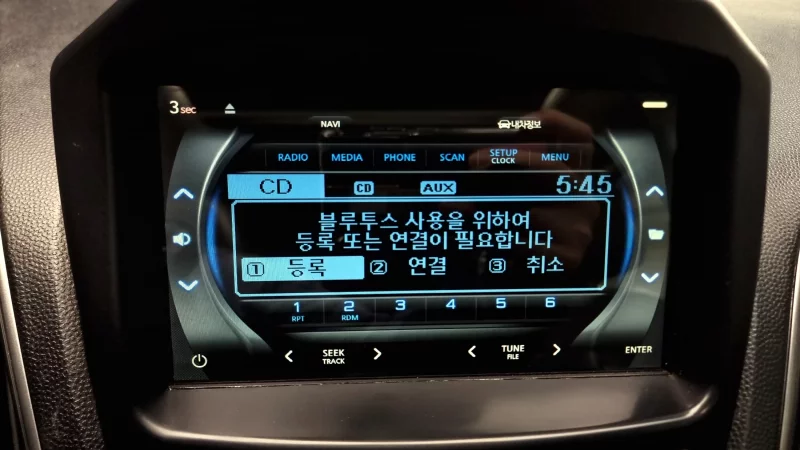 3 sec
NAVI 내차정보
RADIO MEDIA PHONE SCAN SETUP CLOCK MENU
CD CD AUX 5:45
블루투스 사용을 위하여
등록 또는 연결이 필요합니다
1 등록 2 연결 3 취소
1 2 3 4 5 6
RPT RDM
SEEK TRACK TUNE FILE ENTER